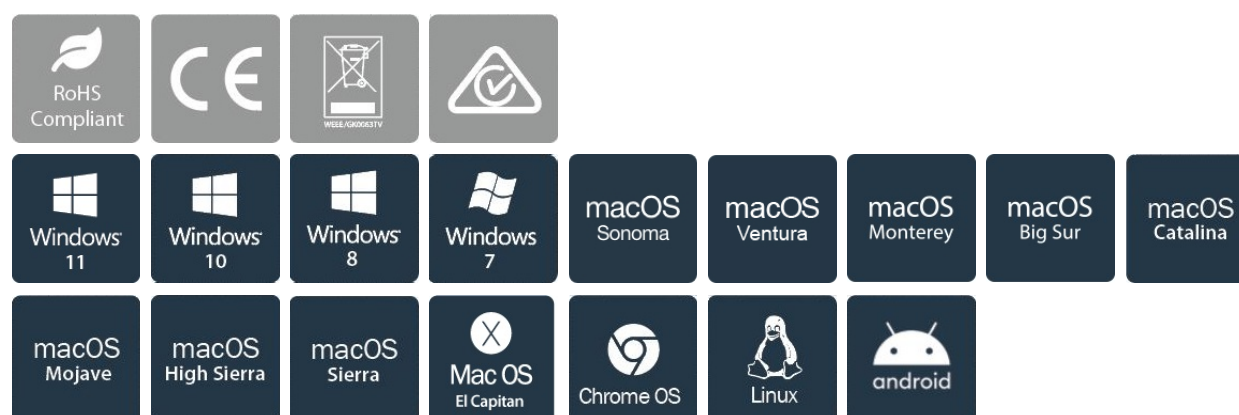 RoHS
Compliant
CE
WEEE/GK0063TV
Windows
11
Windows
10
Windows
8
Windows
7
macOS
Sonoma
macOS
Ventura
macOS
Monterey
macOS
Big Sur
macOS
Catalina
macOS
Mojave
macOS
High Sierra
macOS
Sierra
X
Mac OS
El Capitan
Chrome OS
Linux
android